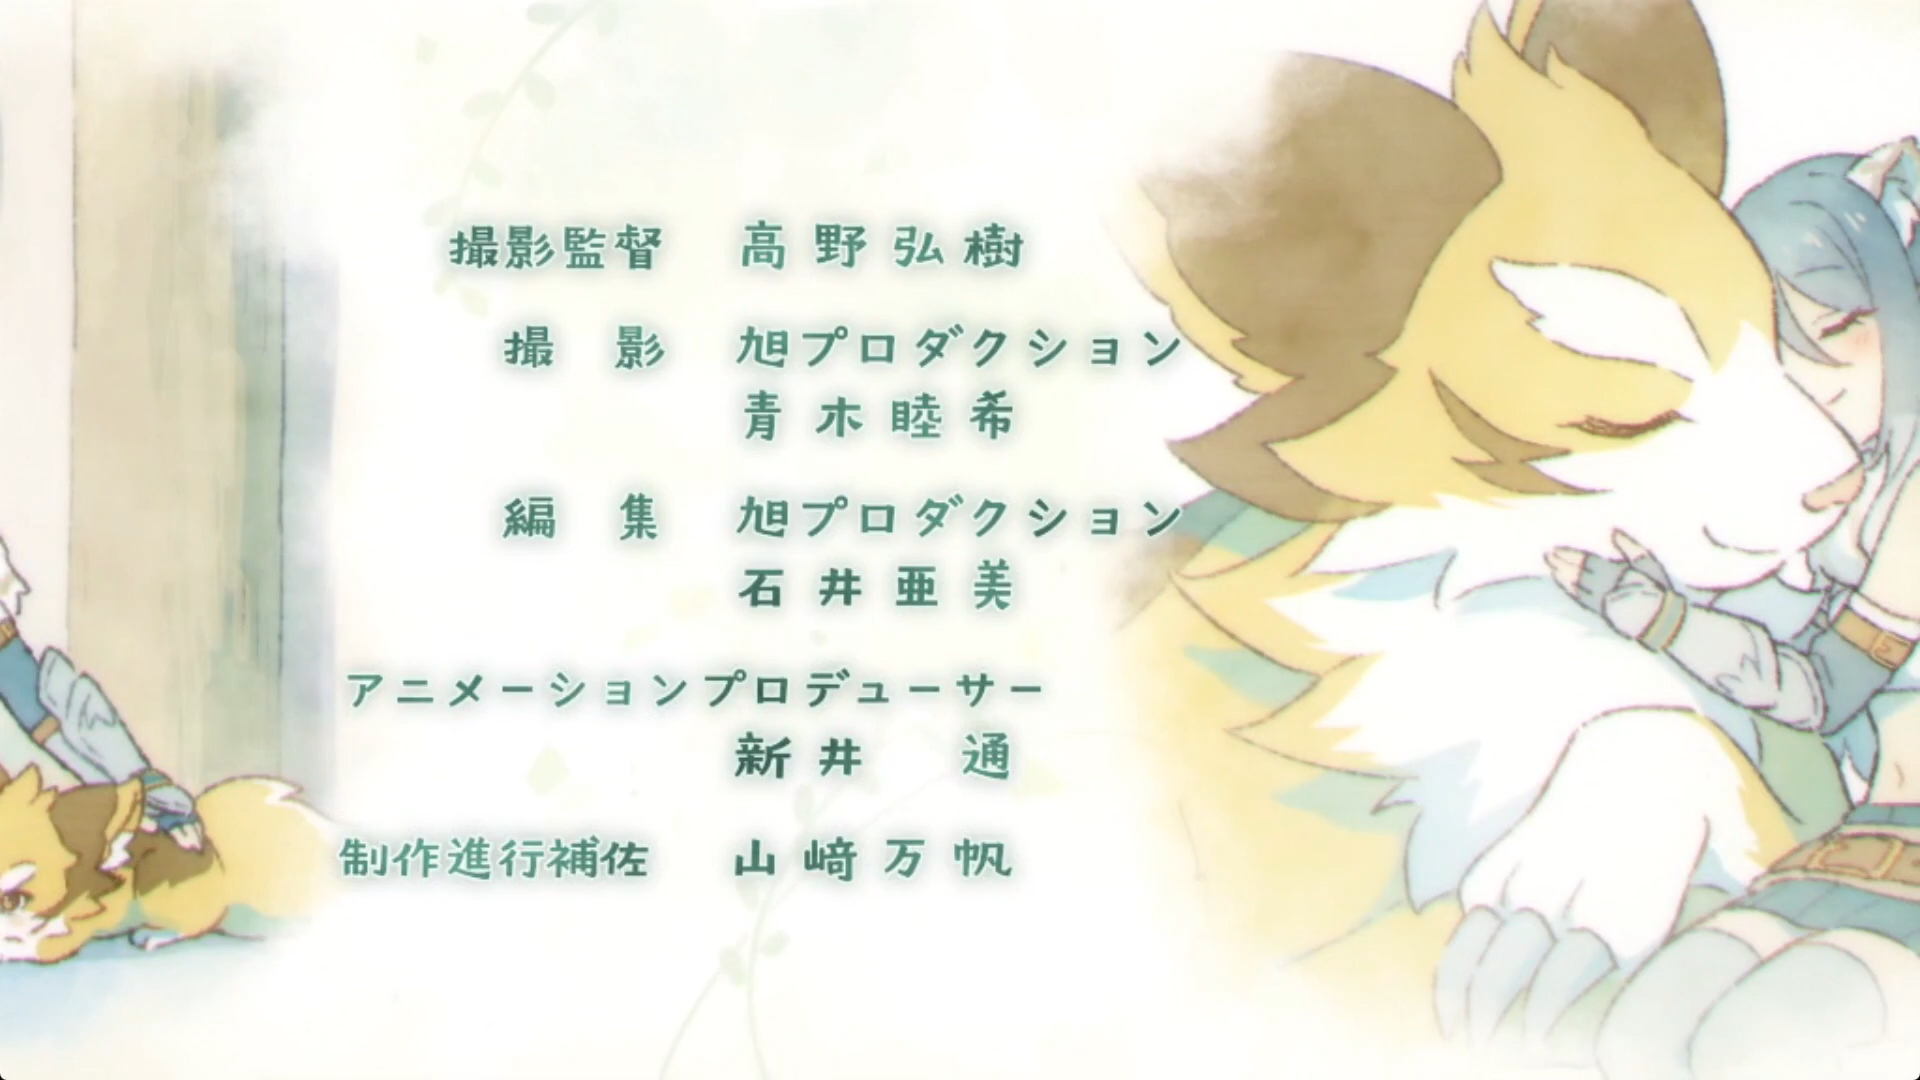 撮影監督 高野弘樹
撮影 旭プロダクション
青木睦希
編集 旭プロダクション
石井亜美
アニメーションプロデューサー
新井 通
制作進行補佐 山﨑万帆